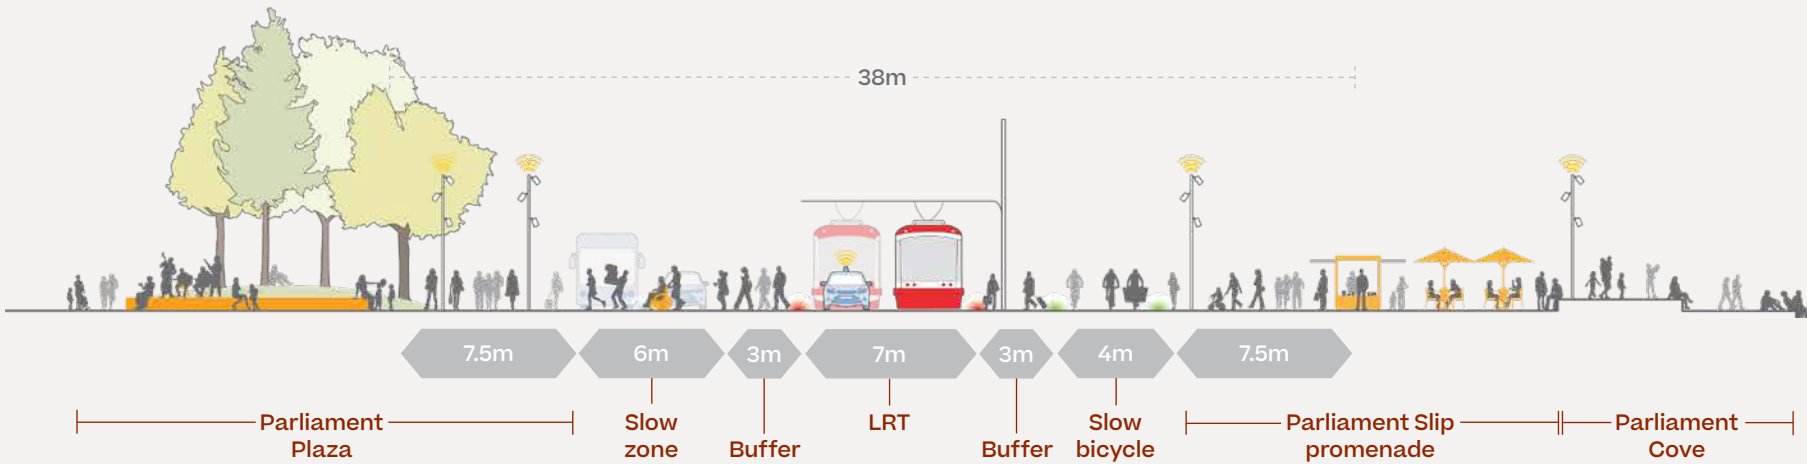 38m
7.5m
6m
3m
7m
3m
4m
7.5m
Parliament
Plaza
Slow
zone
Buffer
LRT
Buffer
Slow
bicycle
Parliament Slip
promenade
Parliament
Cove